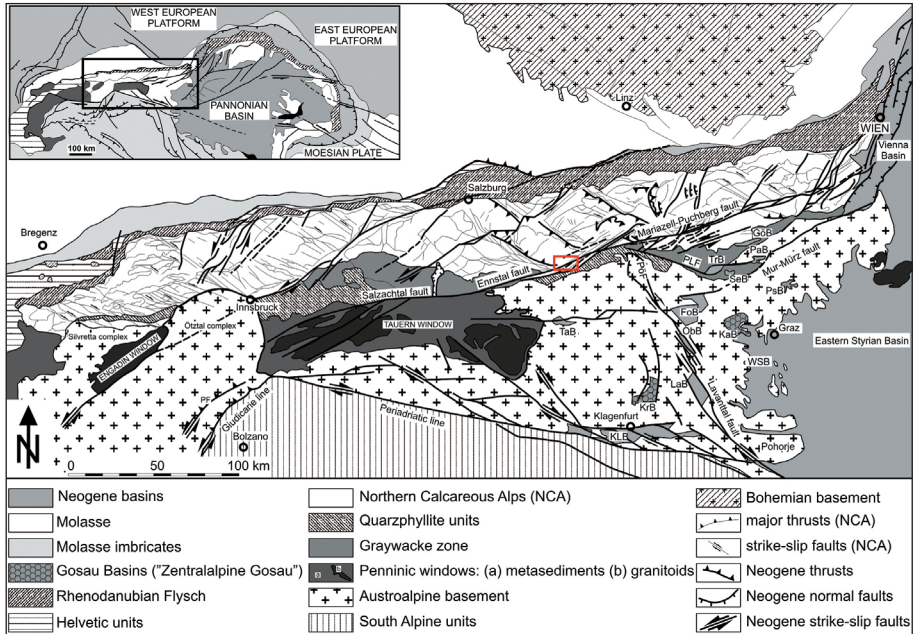 WEST EUROPEAN
PLATFORM
EAST EUROPEAN
PLATFORM
PANNONIAN
BASIN
MOESIAN PLATE
100 km
Linz
WIEN
Vienna
Basin
Salzburg
Bregenz
Mariazell-Puchberg fault
GöB
PaB
TrB
PLF
SeB
Mur-Mürz fault
PsB
Ennstal fault
PöF
Salzachtal fault
Innsbruck
Ötztal complex
Silvretta complex
ENGADIN WINDOW
TAUERN WINDOW
TaB
FoB
ObB
KaB
Graz
Eastern Styrian Basin
WSB
LaB
KrB
Lavanttal fault
PF
Giudicarie line
Periadriatic line
Klagenfurt
KLB
Pohorje
Bolzano
N
0 50 100 km
Neogene basins
Molasse
Molasse imbricates
Gosau Basins ("Zentralalpine Gosau")
Rhenodanubian Flysch
Helvetic units
Northern Calcareous Alps (NCA)
Quarzphyllite units
Graywacke zone
a b
Penninic windows: (a) metasediments (b) granitoids
Austroalpine basement
South Alpine units
Bohemian basement
major thrusts (NCA)
strike-slip faults (NCA)
Neogene thrusts
Neogene normal faults
Neogene strike-slip faults